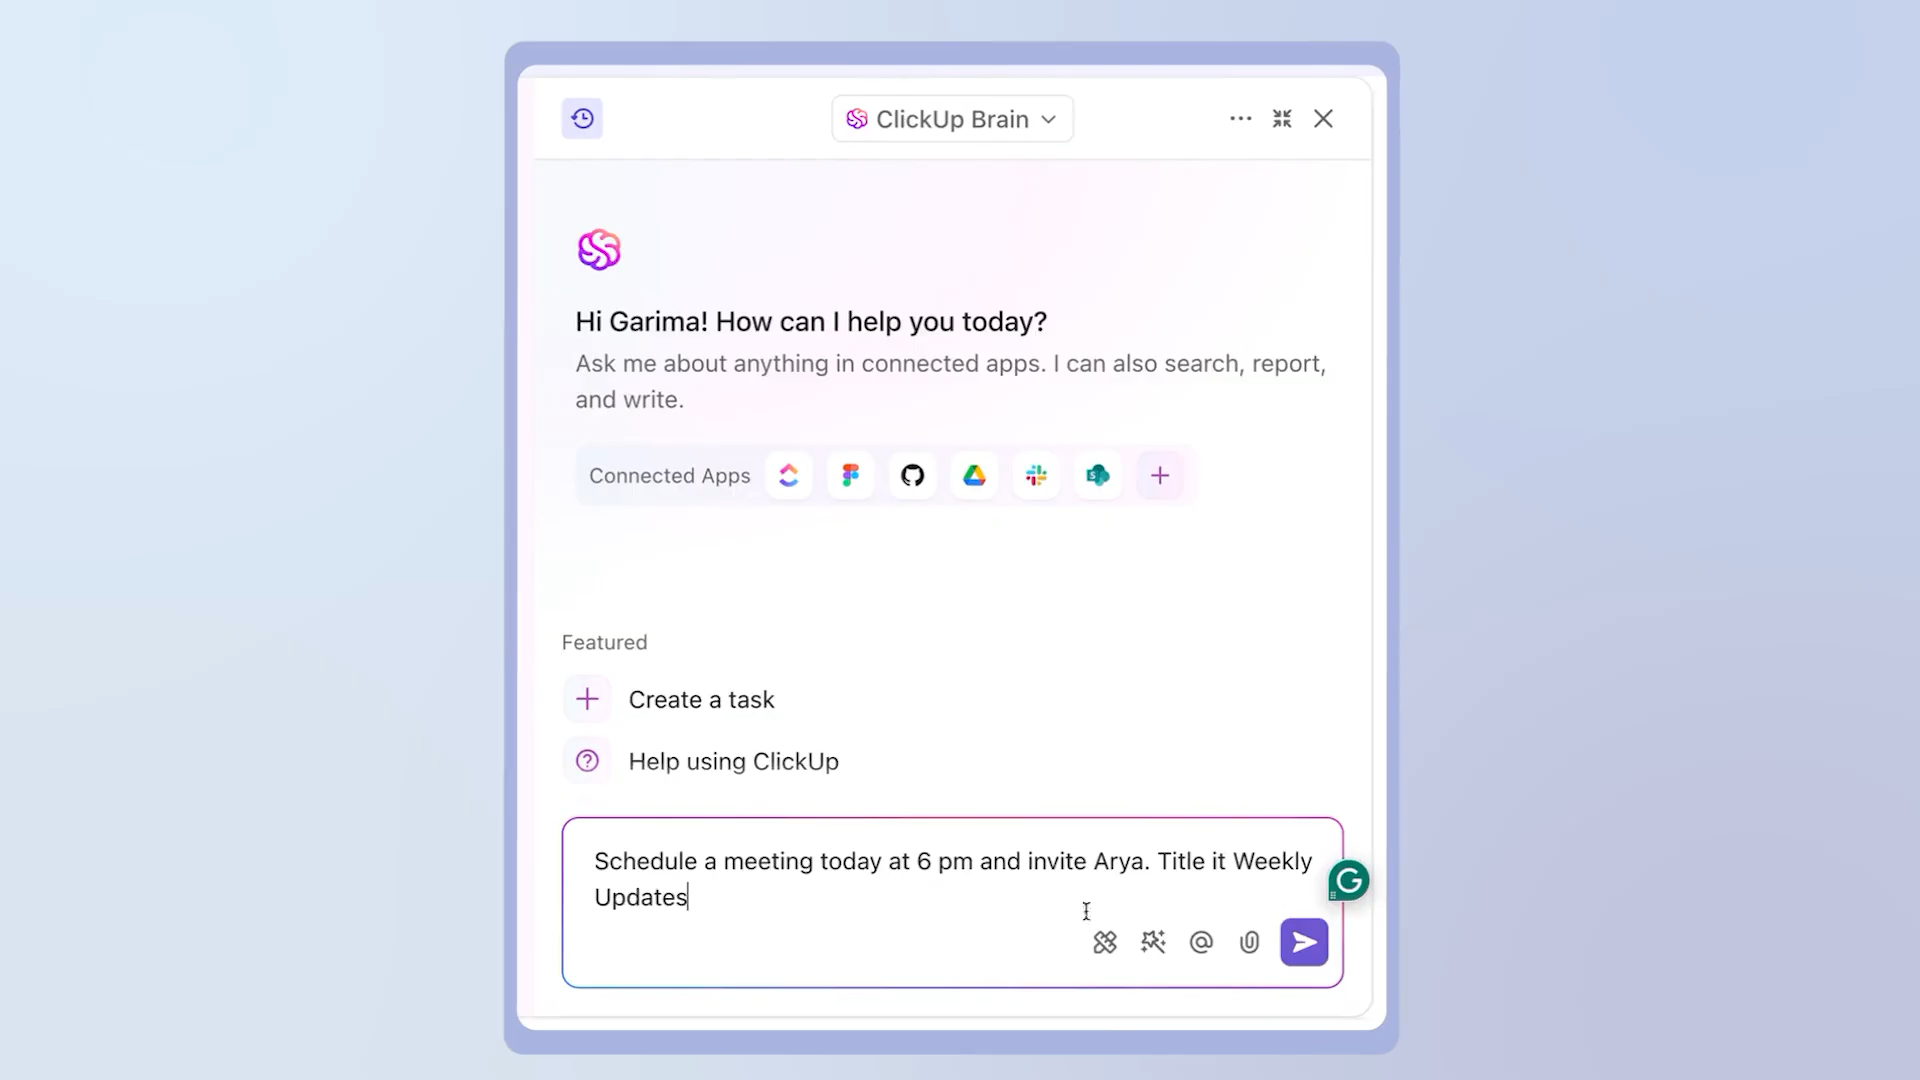 ClickUp Brain
Hi Garima! How can I help you today?
Ask me about anything in connected apps. I can also search, report,
and write.
Connected Apps
Featured
Create a task
Help using ClickUp
Schedule a meeting today at 6 pm and invite Arya. Title it Weekly
Updates